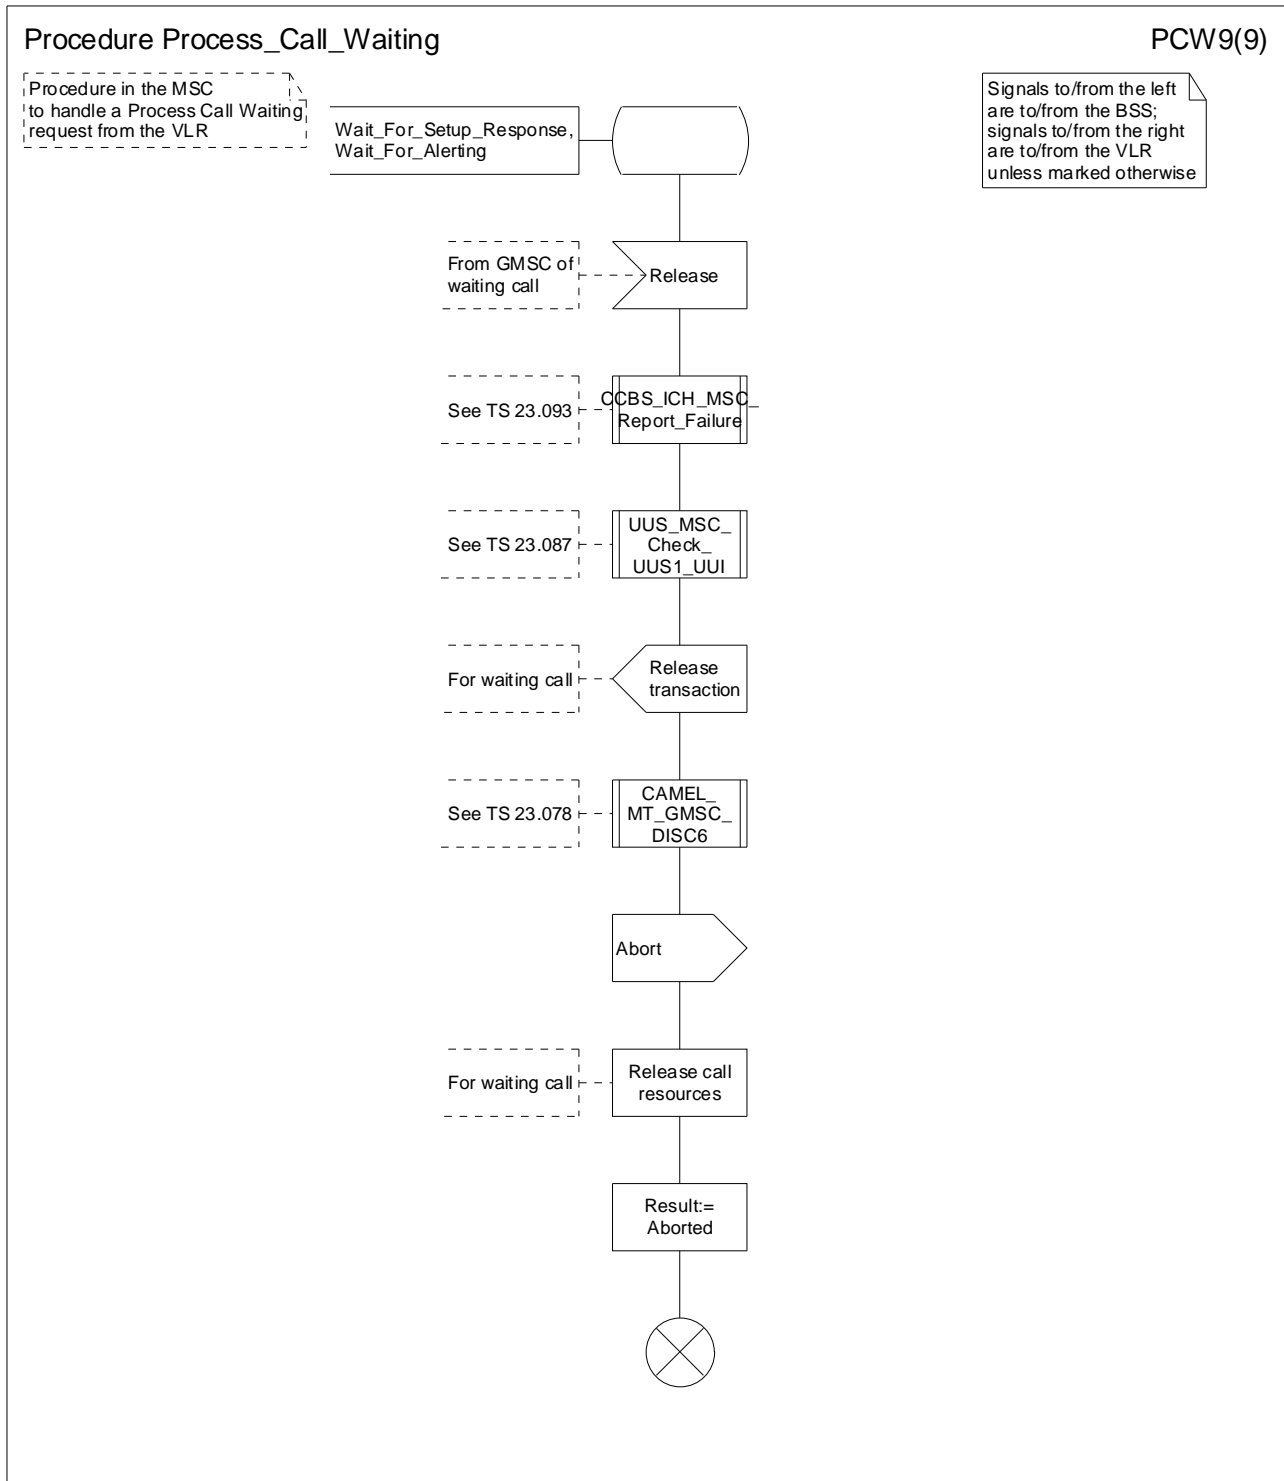 Procedure Process_Call_Waiting
PCW9(9)
Procedure in the MSC
to handle a Process Call Waiting
request from the VLR
Signals to/from the left
are to/from the BSS;
signals to/from the right
are to/from the VLR
unless marked otherwise
Wait_For_Setup_Response,
Wait_For_Alerting
From GMSC of
waiting call
Release
See TS 23.093
CCBS_ICH_MSC_
Report_Failure
See TS 23.087
UUS_MSC_
Check_
UUS1_UUI
For waiting call
Release
transaction
See TS 23.078
CAMEL_
MT_GMSC_
DISC6
Abort
For waiting call
Release call
resources
Result:=
Aborted